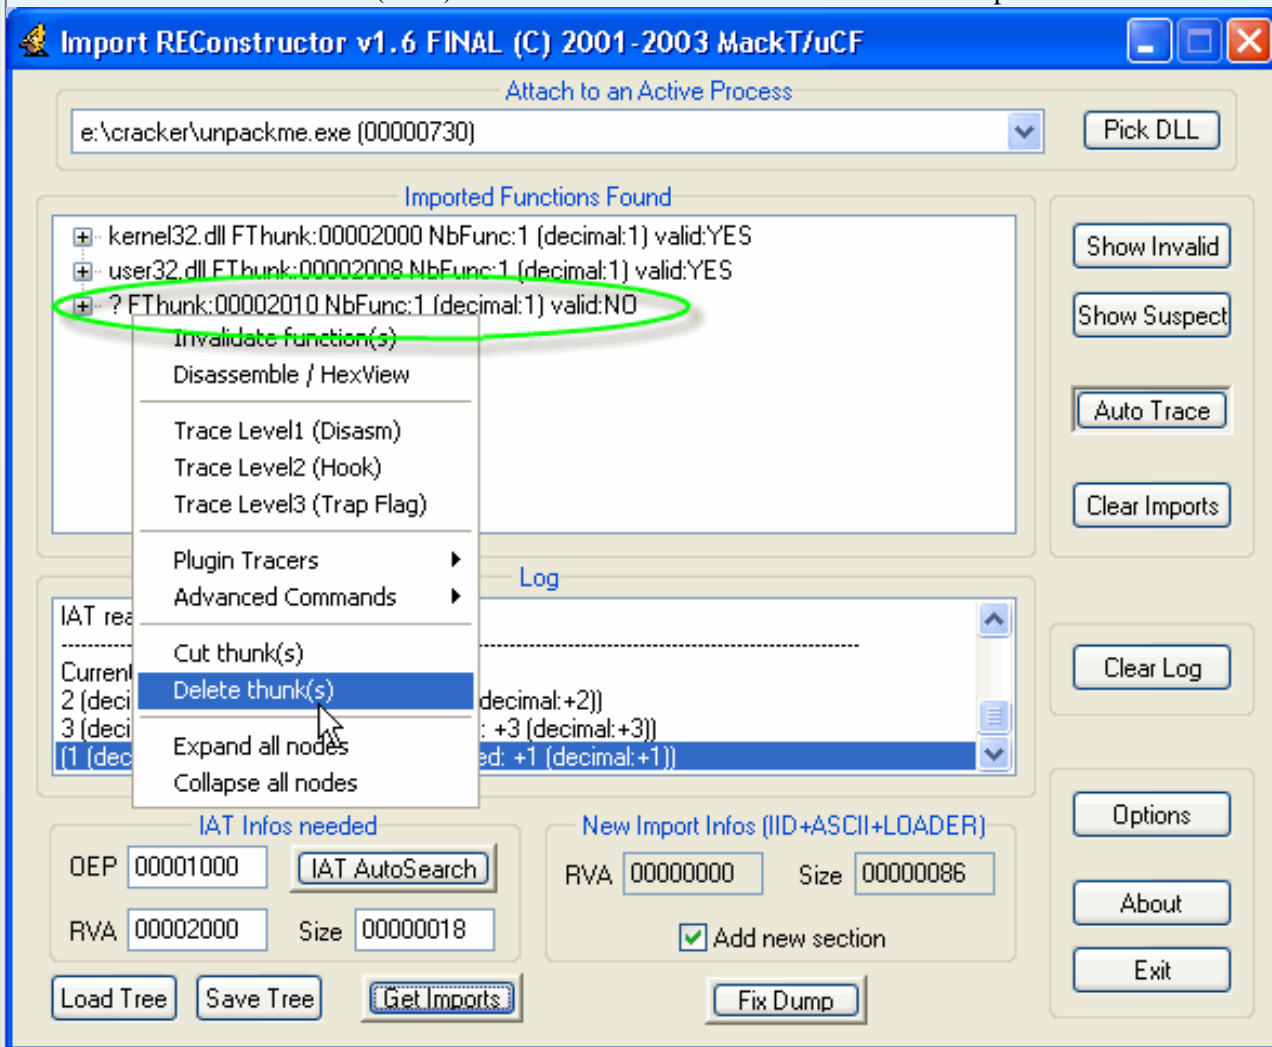 Import REConstructor v1.6 FINAL (C) 2001-2003 MackT/uCF
Attach to an Active Process
e:\cracker\unpackme.exe (00000730)
Pick DLL
Imported Functions Found
kernel32.dll FThunk:00002000 NbFunc:1 (decimal:1) valid:YES
user32.dll FThunk:00002008 NbFunc:1 (decimal:1) valid:YES
? FThunk:00002010 NbFunc:1 (decimal:1) valid:NO
Show Invalid
Show Suspect
Auto Trace
Clear Imports
Invalidate function(s)
Disassemble / HexView
Trace Level1 (Disasm)
Trace Level2 (Hook)
Trace Level3 (Trap Flag)
Plugin Tracers
Advanced Commands
Cut thunk(s)
Delete thunk(s)
Expand all nodes
Collapse all nodes
Log
IAT
2 decimal:+2))
3 : +3 (decimal:+3))
(1 +1 (decimal:+1))
Clear Log
IAT Infos needed
OEP 00001000 IAT AutoSearch
RVA 00002000 Size 00000018
New Import Infos (IID+ASCII+LOADER)
RVA 00000000 Size 00000086
Add new section
Options
About
Exit
Load Tree Save Tree Get Imports Fix Dump